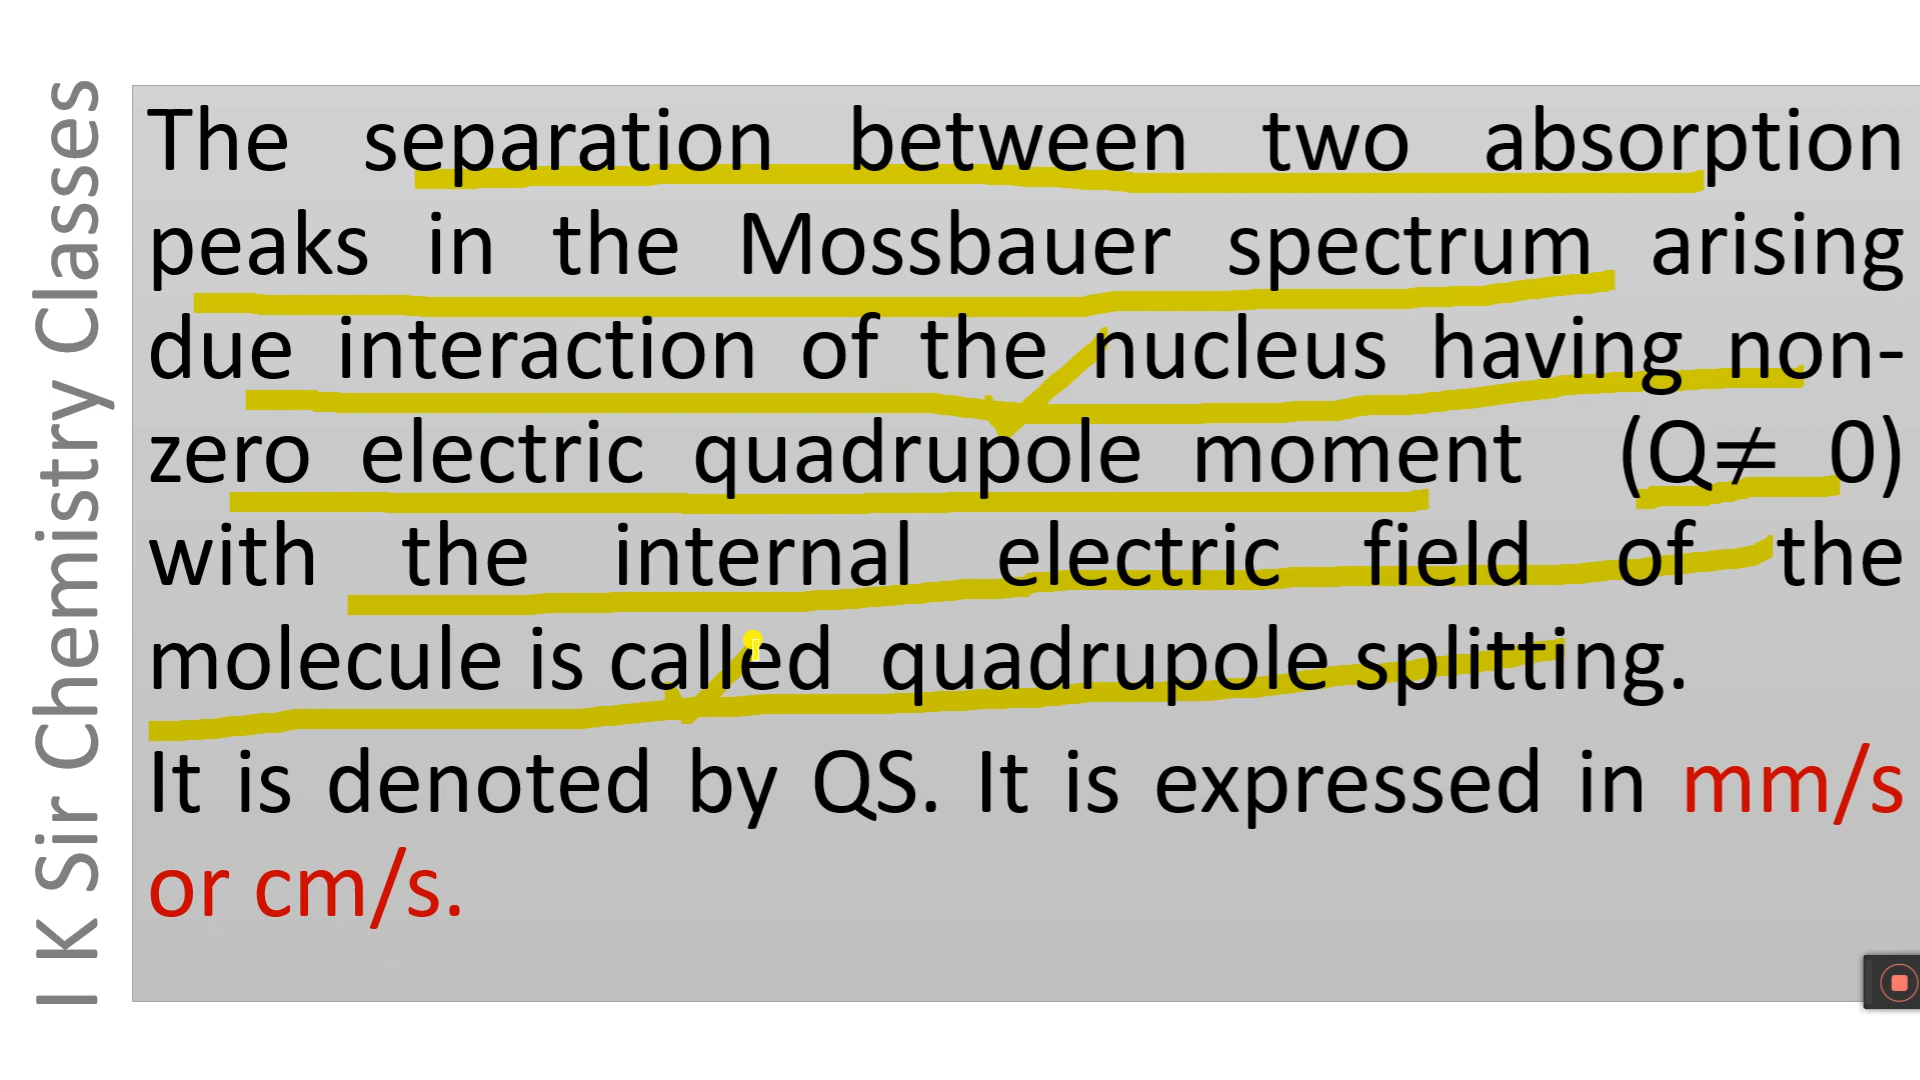 I K Sir Chemistry Classes
The separation between two absorption
peaks in the Mossbauer spectrum arising
due interaction of the nucleus having non-
zero electric quadrupole moment (Q≠ 0)
with the internal electric field of the
molecule is called quadrupole splitting.
It is denoted by QS. It is expressed in mm/s
or cm/s.